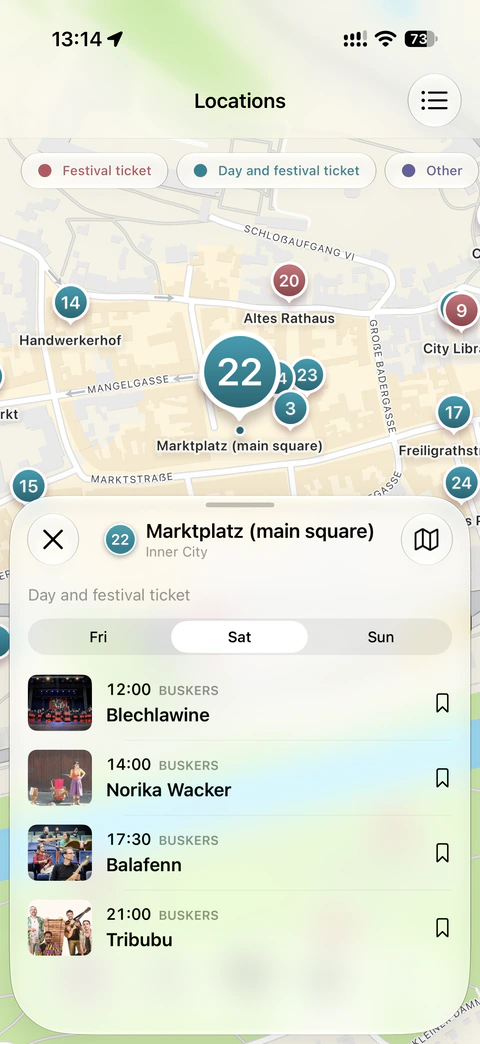 13:14
73
Locations
Festival ticket
Day and festival ticket
Other
SCHLOẞAUFGANG VI
20
Altes Rathaus
14
Handwerkerhof
9
City Libra
GROẞE BADERGASSE
22
4
23
3
MANGELGASSE
17
rkt
Marktplatz (main square)
Freiligrathst
MARKTSTRAẞE
15
24
22
Marktplatz (main square)
Inner City
Day and festival ticket
Fri
Sat
Sun
12:00 BUSKERS
Blechlawine
14:00 BUSKERS
Norika Wacker
17:30 BUSKERS
Balafenn
21:00 BUSKERS
Tribubu